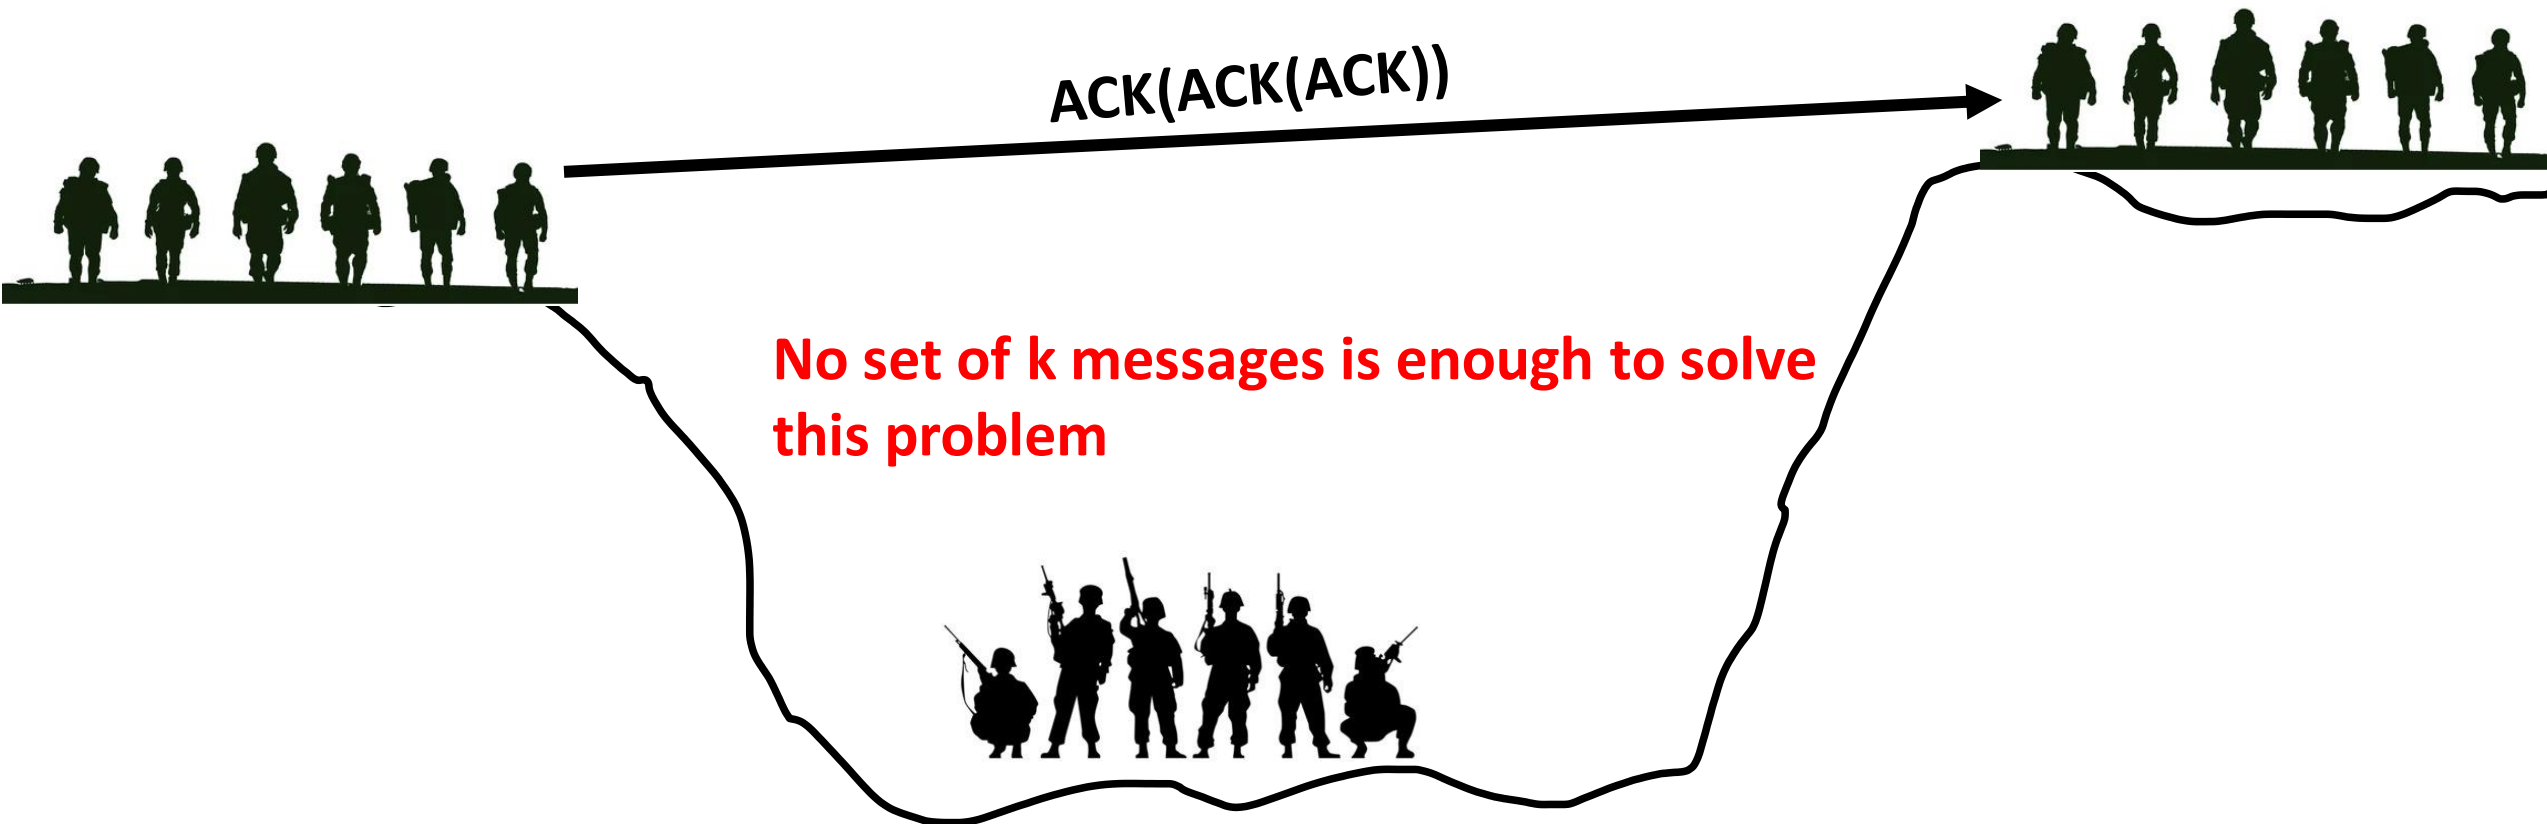 ACK(ACK(ACK))
No set of k messages is enough to solve
this problem